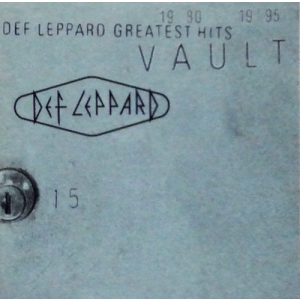 19 80 19 95
DEF LEPPARD GREATEST HITS
VAULT
DEF LEPPARD
15